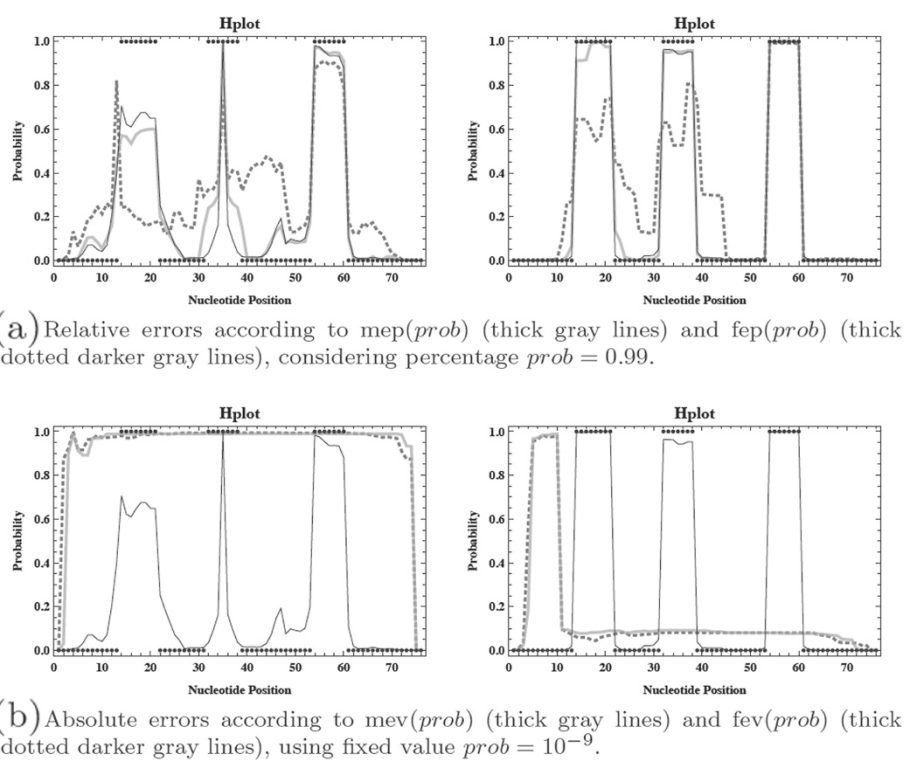 Hplot
1.0
0.8
0.6
0.4
0.2
0.0
Probability
0 10 20 30 40 50 60 70
Nucleotide Position
Hplot
1.0
0.8
0.6
0.4
0.2
0.0
Probability
0 10 20 30 40 50 60 70
Nucleotide Position
(a) Relative errors according to mep(prob) (thick gray lines) and fep(prob) (thick
dotted darker gray lines), considering percentage prob = 0.99.
Hplot
1.0
0.8
0.6
0.4
0.2
0.0
Probability
0 10 20 30 40 50 60 70
Nucleotide Position
Hplot
1.0
0.8
0.6
0.4
0.2
0.0
Probability
0 10 20 30 40 50 60 70
Nucleotide Position
(b) Absolute errors according to mev(prob) (thick gray lines) and fev(prob) (thick
dotted darker gray lines), using fixed value prob = 10⁻⁹.